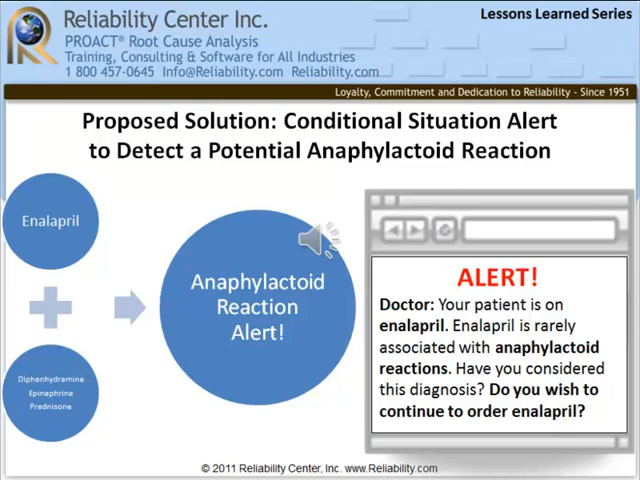 Lessons Learned Series
Reliability Center Inc.
PROACT® Root Cause Analysis
Training, Consulting & Software for All Industries
1 800 457-0645 Info@Reliability.com Reliability.com
Loyalty, Commitment and Dedication to Reliability - Since 1951
Proposed Solution: Conditional Situation Alert
to Detect a Potential Anaphylactoid Reaction
Enalapril
Diphenhydramine
Epinephrine
Prednisone
Anaphylactoid
Reaction
Alert!
ALERT!
Doctor: Your patient is on
enalapril. Enalapril is rarely
associated with anaphylactoid
reactions. Have you considered
this diagnosis? Do you wish to
continue to order enalapril?
© 2011 Reliability Center, Inc. www.Reliability.com